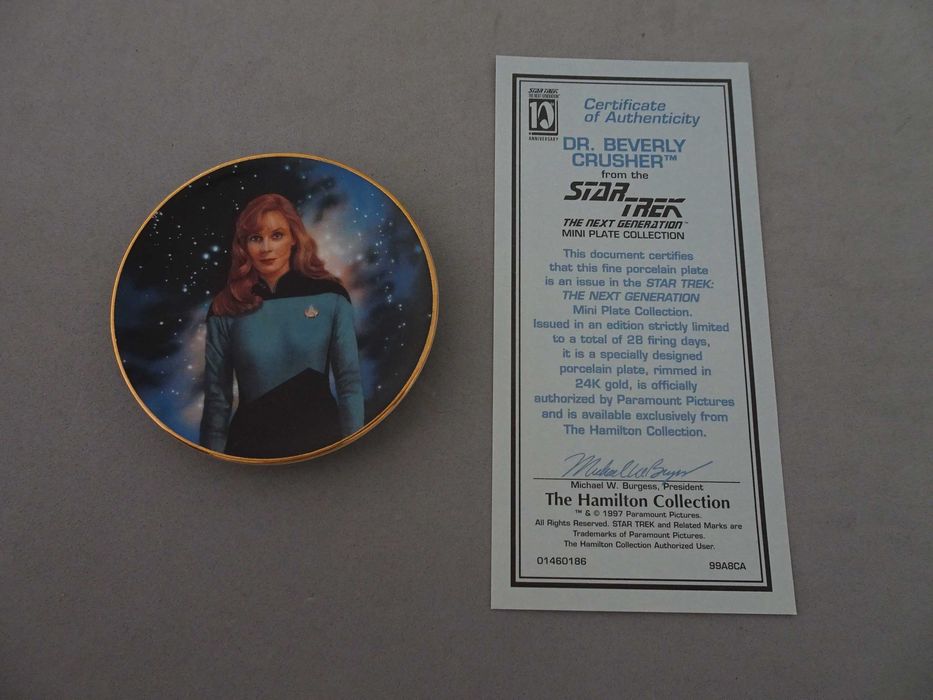 STAR TREK
THE NEXT GENERATION
10
ANNIVERSARY
Certificate
of Authenticity
DR. BEVERLY
CRUSHER™
from the
STAR
TREK
THE NEXT GENERATION™
MINI PLATE COLLECTION
This document certifies
that this fine porcelain plate
is an issue in the STAR TREK:
THE NEXT GENERATION
Mini Plate Collection.
Issued in an edition strictly limited
to a total of 28 firing days,
it is a specially designed
porcelain plate, rimmed in
24K gold, is officially
authorized by Paramount Pictures
and is available exclusively from
The Hamilton Collection.
Michael W. Burgess, President
The Hamilton Collection
™ & © 1997 Paramount Pictures.
All Rights Reserved. STAR TREK and Related Marks are
Trademarks of Paramount Pictures.
The Hamilton Collection Authorized User.
01460186
99A8CA